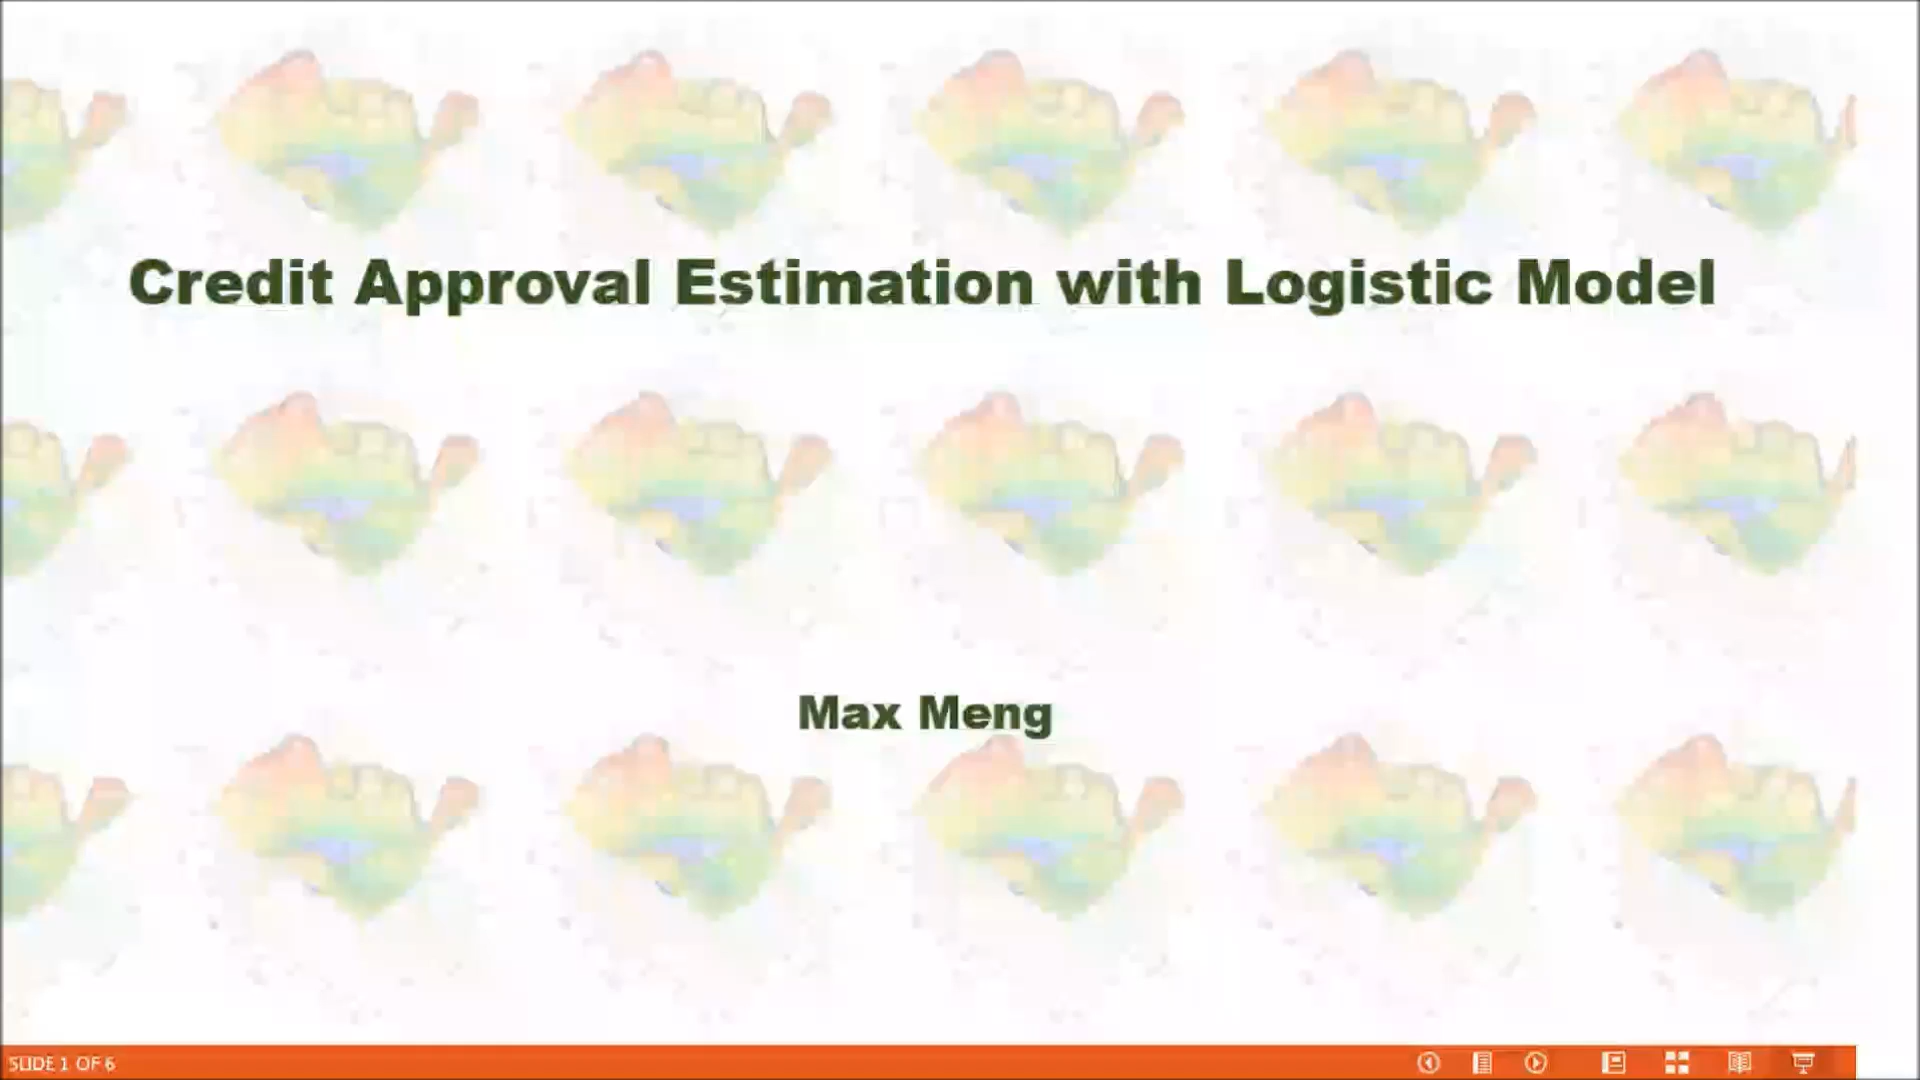 Credit Approval Estimation with Logistic Model
Max Meng
SLIDE 1 OF 6